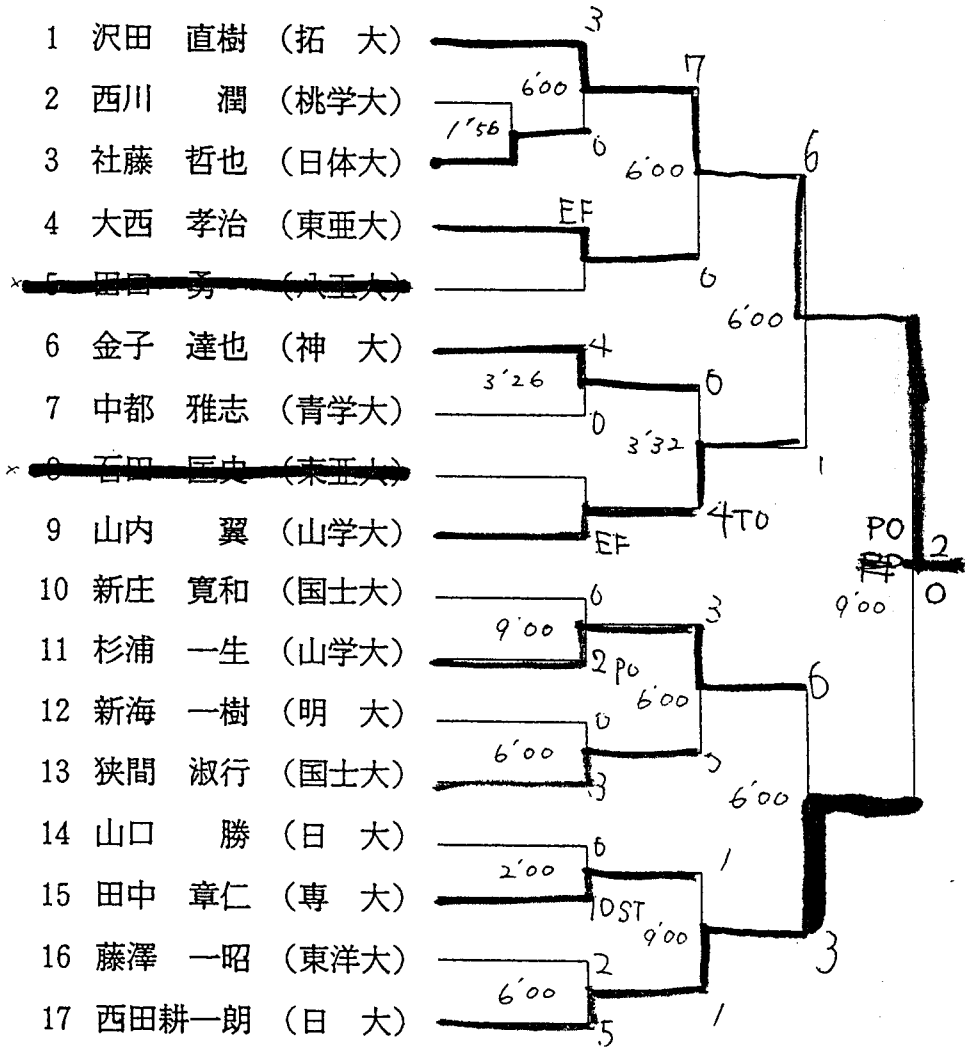 1 沢田 直樹 (拓 大)
2 西川 潤 (桃学大)
3 社藤 哲也 (日体大)
4 大西 孝治 (東亜大)
6 金子 達也 (神 大)
7 中都 雅志 (青学大)
9 山内 翼 (山学大)
10 新庄 寛和 (国士大)
11 杉浦 一生 (山学大)
12 新海 一樹 (明 大)
13 狭間 淑行 (国士大)
14 山口 勝 (日 大)
15 田中 章仁 (専 大)
16 藤澤 一昭 (東洋大)
17 西田耕一朗 (日 大)
3
6'00
0
1'56
EF
4
3'26
0
EF
9'00
2 PO
0
6'00
3
2'00
10ST
2
6'00
5
7
6'00
0
0
3'32
4TO
3
6'00
1
9'00
1
6
6'00
1
6'00
3
PO
2
0
9'00